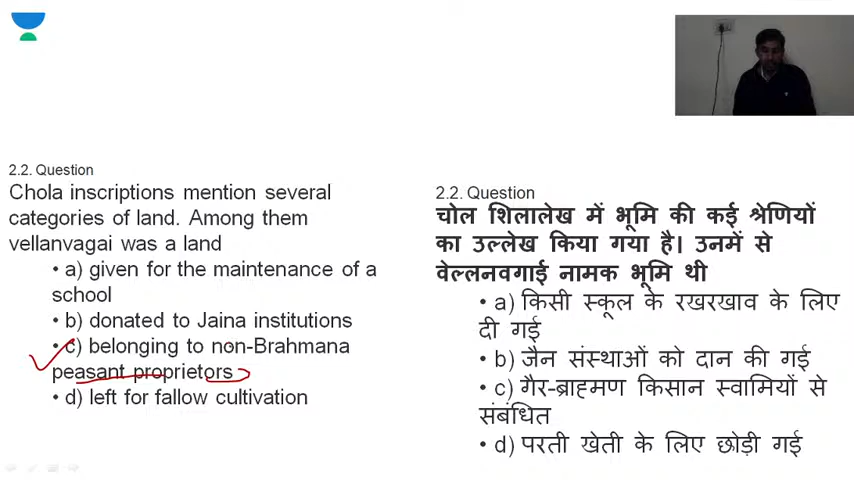 2.2. Question
Chola inscriptions mention several
categories of land. Among them
vellanvagai was a land
• a) given for the maintenance of a
school
• b) donated to Jaina institutions
• c) belonging to non-Brahmana
peasant proprietors
• d) left for fallow cultivation
2.2. Question
चोल शिलालेख में भूमि की कई श्रेणियों
का उल्लेख किया गया है। उनमें से
वेल्लनवगाई नामक भूमि थी
• a) किसी स्कूल के रखरखाव के लिए
दी गई
• b) जैन संस्थाओं को दान की गई
• c) गैर-ब्राह्मण किसान स्वामियों से
संबंधित
• d) परती खेती के लिए छोड़ी गई